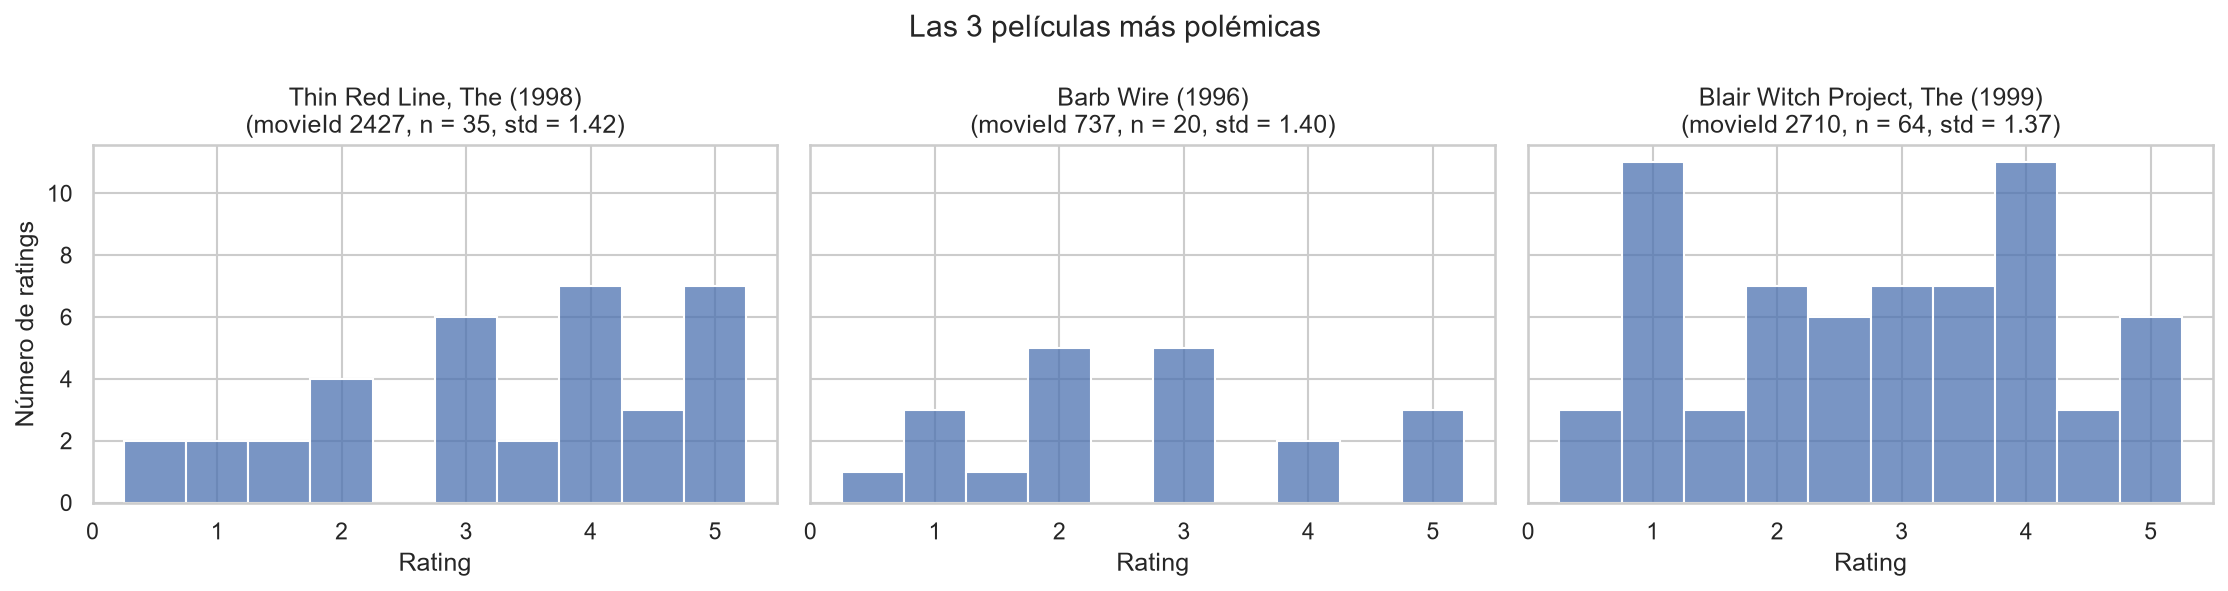 Las 3 películas más polémicas
Thin Red Line, The (1998)
(movieId 2427, n = 35, std = 1.42)
Número de ratings
10
8
6
4
2
0
0 1 2 3 4 5
Rating
Barb Wire (1996)
(movieId 737, n = 20, std = 1.40)
0 1 2 3 4 5
Rating
Blair Witch Project, The (1999)
(movieId 2710, n = 64, std = 1.37)
0 1 2 3 4 5
Rating